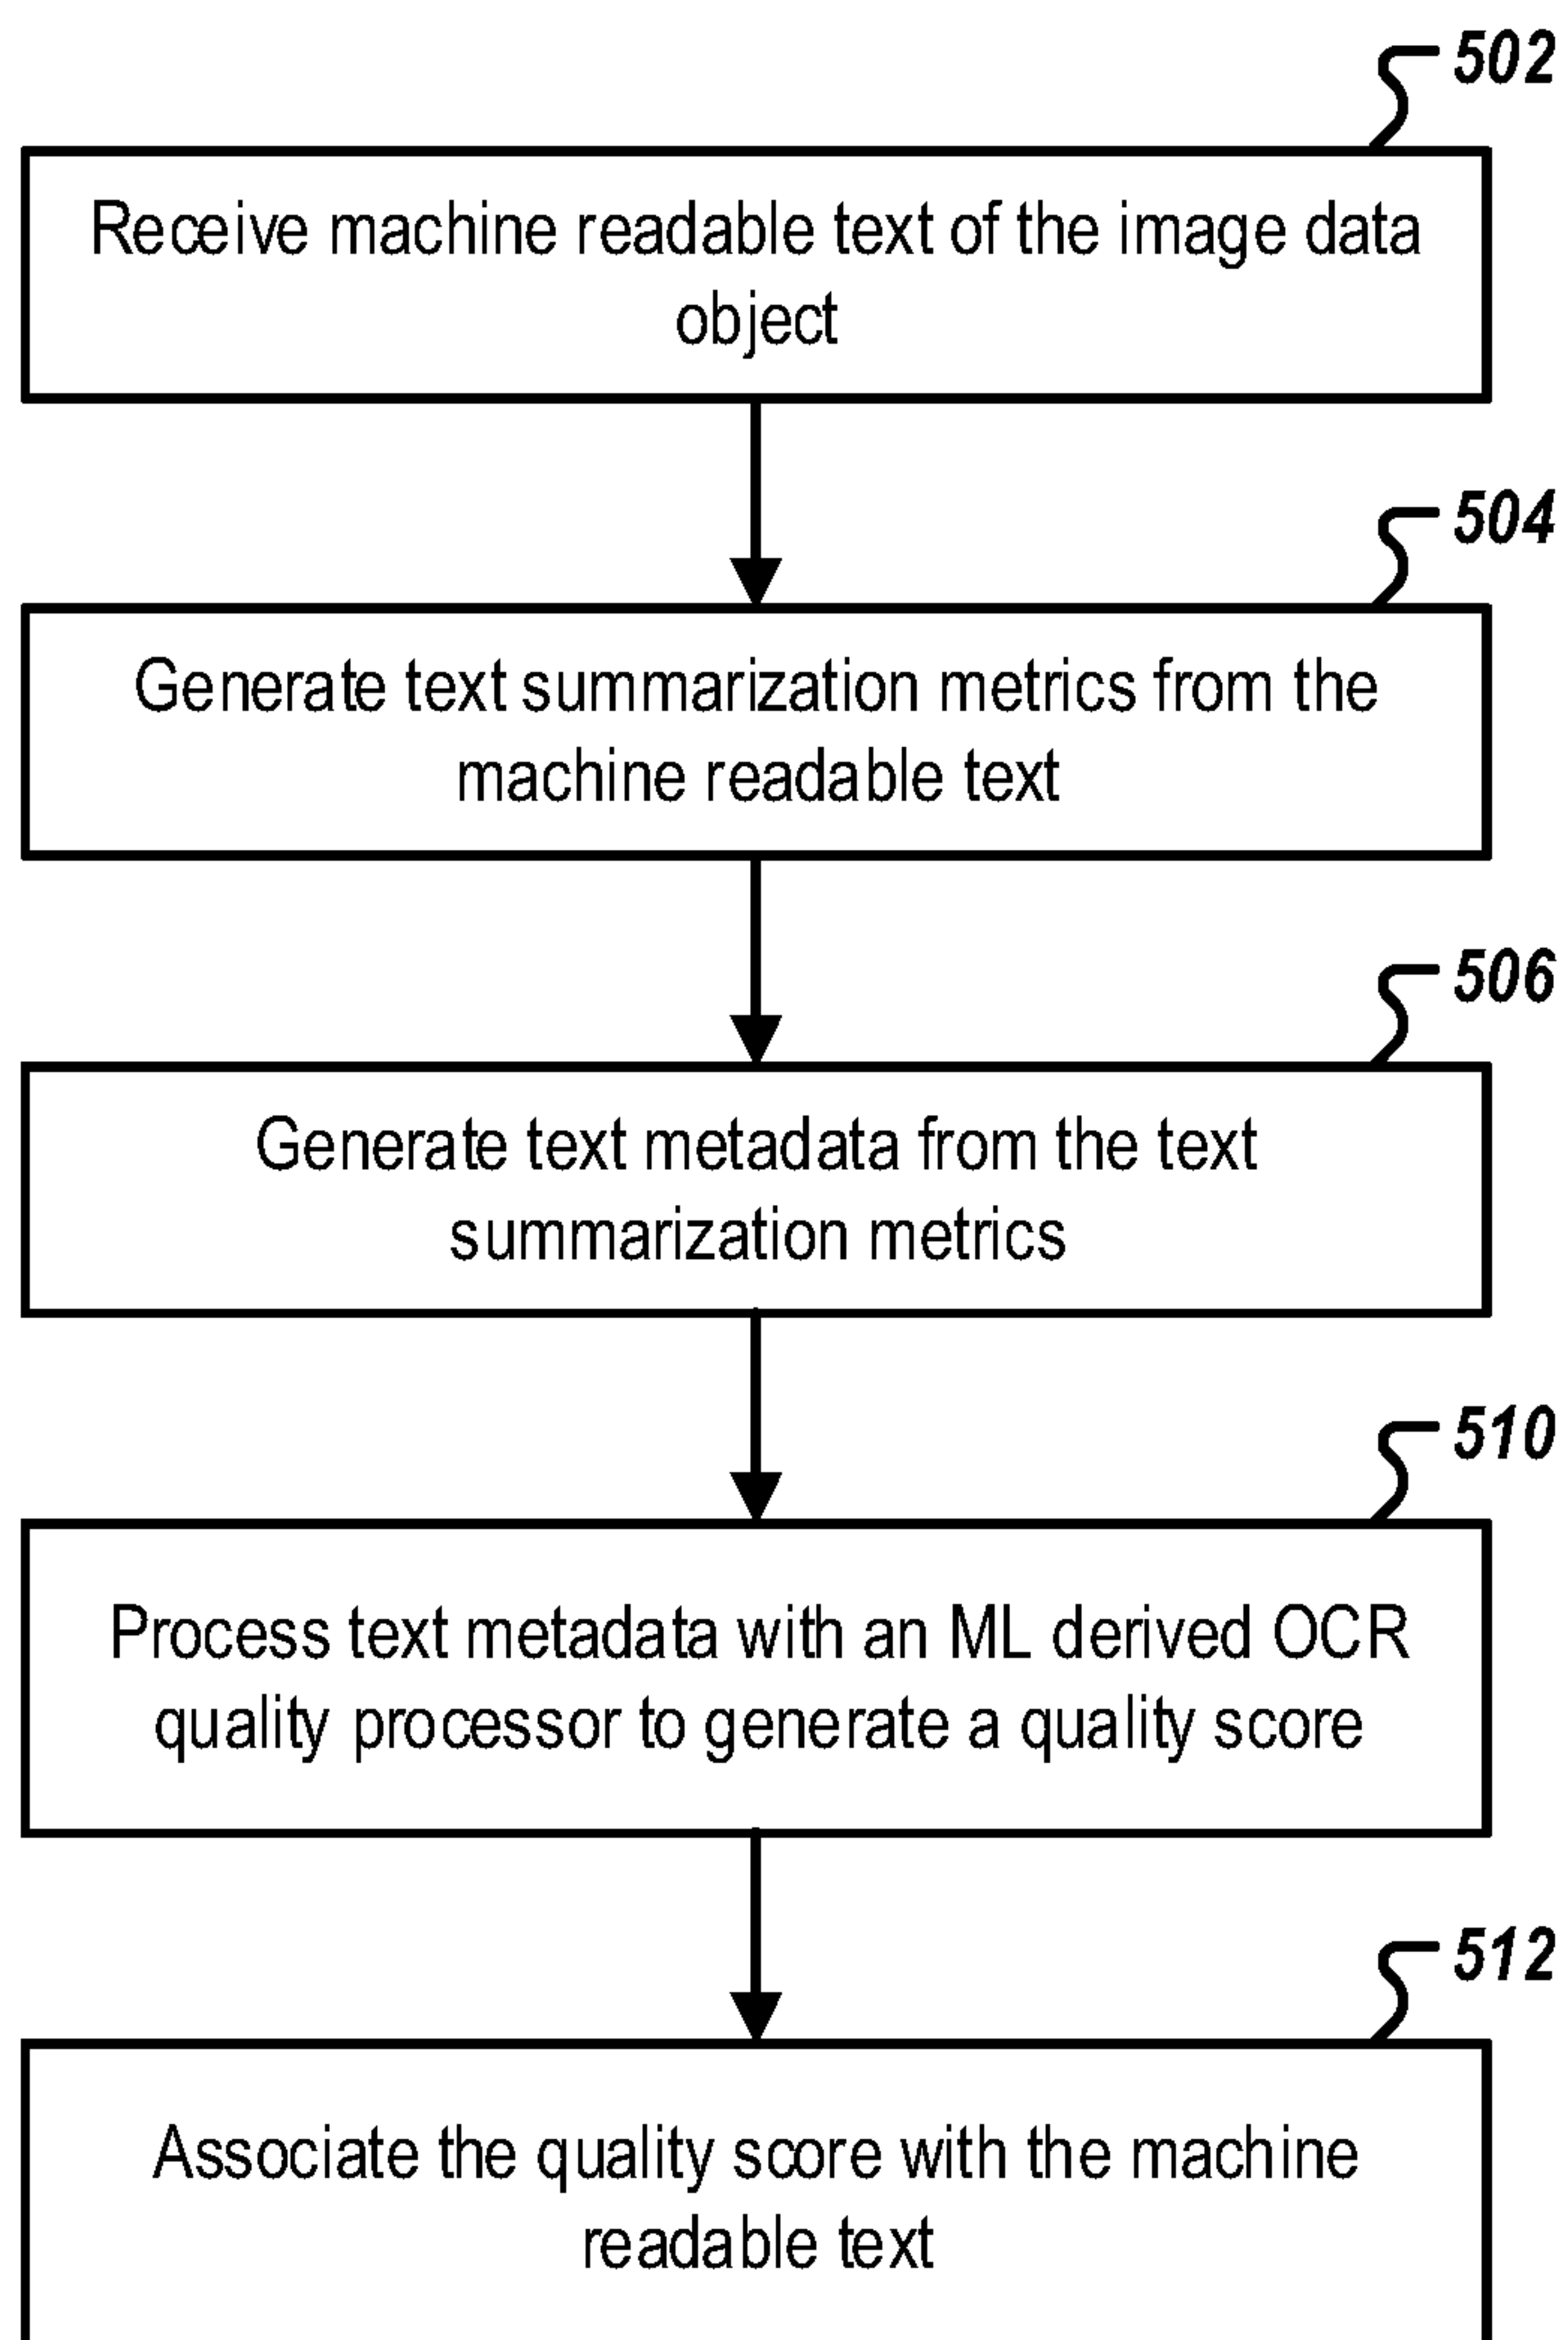 502
Receive machine readable text of the image data
object
504
Generate text summarization metrics from the
machine readable text
506
Generate text metadata from the text
summarization metrics
510
Process text metadata with an ML derived OCR
quality processor to generate a quality score
512
Associate the quality score with the machine
readable text